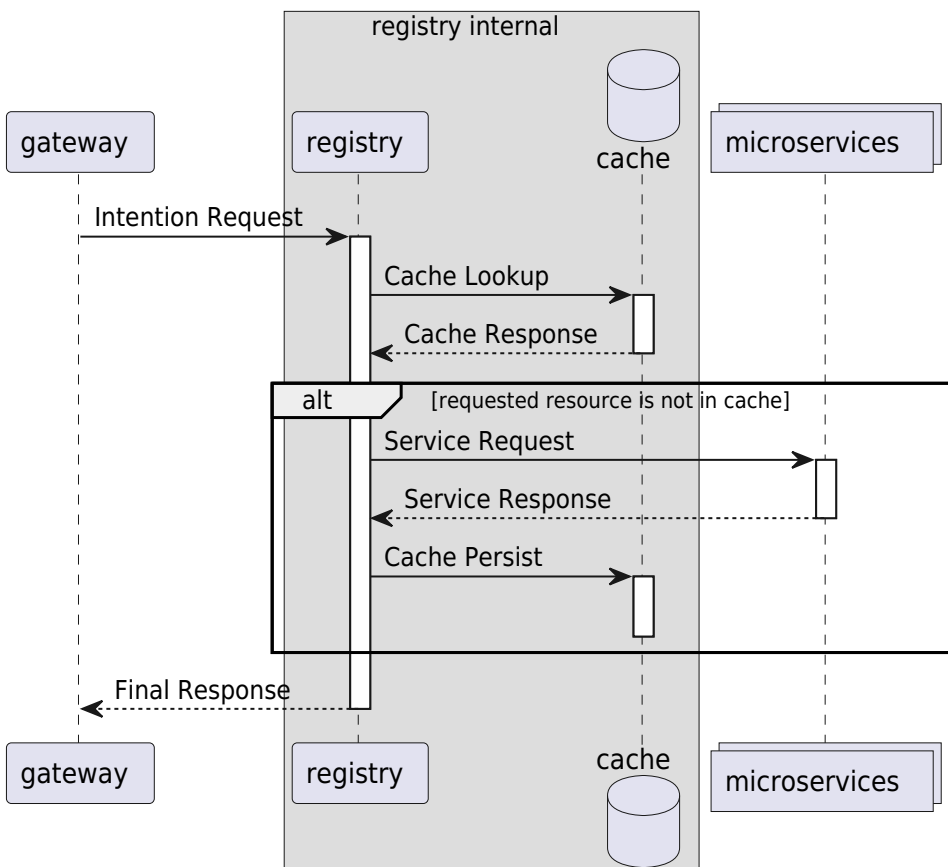 registry internal
gateway
registry
cache
microservices
Intention Request
Cache Lookup
Cache Response
alt
[requested resource is not in cache]
Service Request
Service Response
Cache Persist
Final Response
gateway
registry
cache
microservices